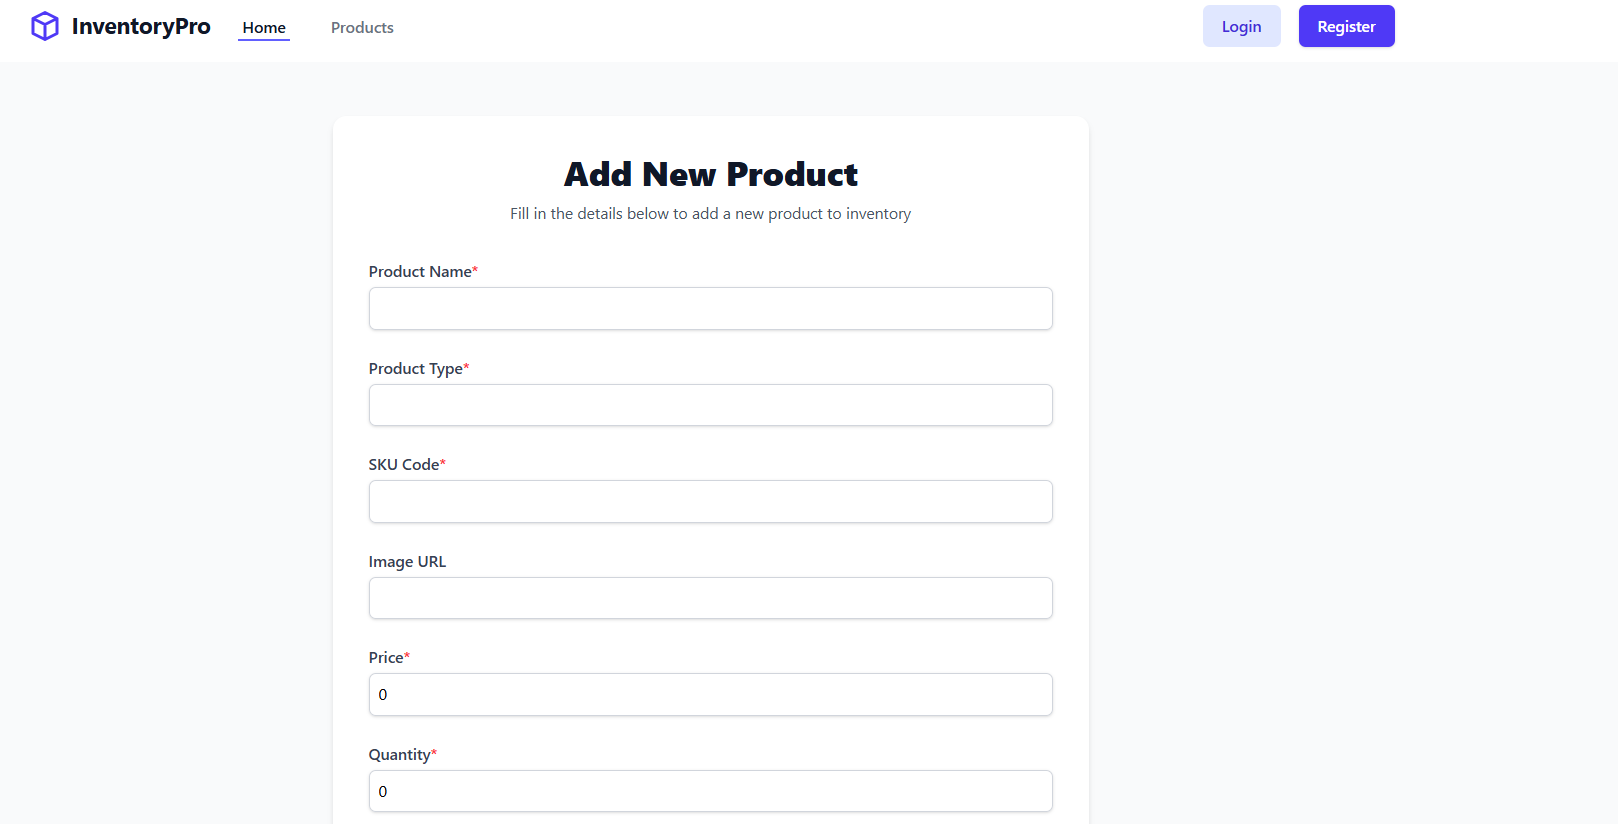 InventoryPro
Home
Products
Login
Register
Add New Product
Fill in the details below to add a new product to inventory
Product Name*
Product Type*
SKU Code*
Image URL
Price*
0
Quantity*
0